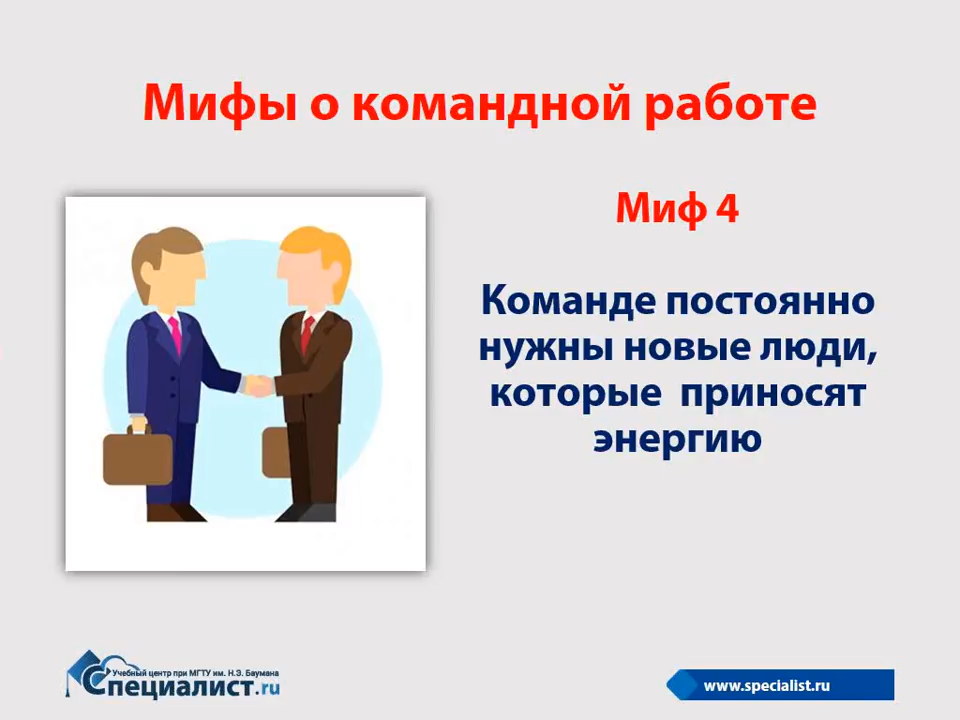 Мифы о командной работе
Миф 4
Команде постоянно
нужны новые люди,
которые  приносят
энергию
Учебный центр при МГТУ им. Н.Э. Баумана
Специалист.ru
www.specialist.ru